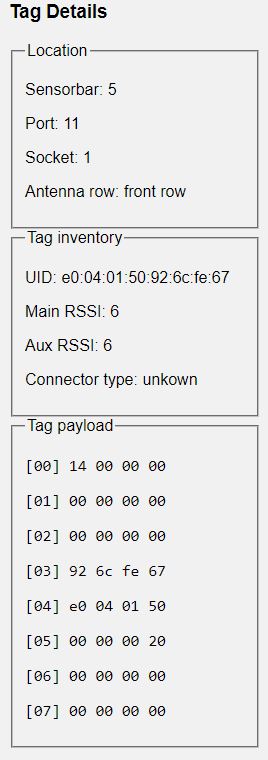 Tag Details
Location
Sensorbar: 5
Port: 11
Socket: 1
Antenna row: front row
Tag inventory
UID: e0:04:01:50:92:6c:fe:67
Main RSSI: 6
Aux RSSI: 6
Connector type: unkown
Tag payload
[00] 14 00 00 00
[01] 00 00 00 00
[02] 00 00 00 00
[03] 92 6c fe 67
[04] e0 04 01 50
[05] 00 00 00 20
[06] 00 00 00 00
[07] 00 00 00 00